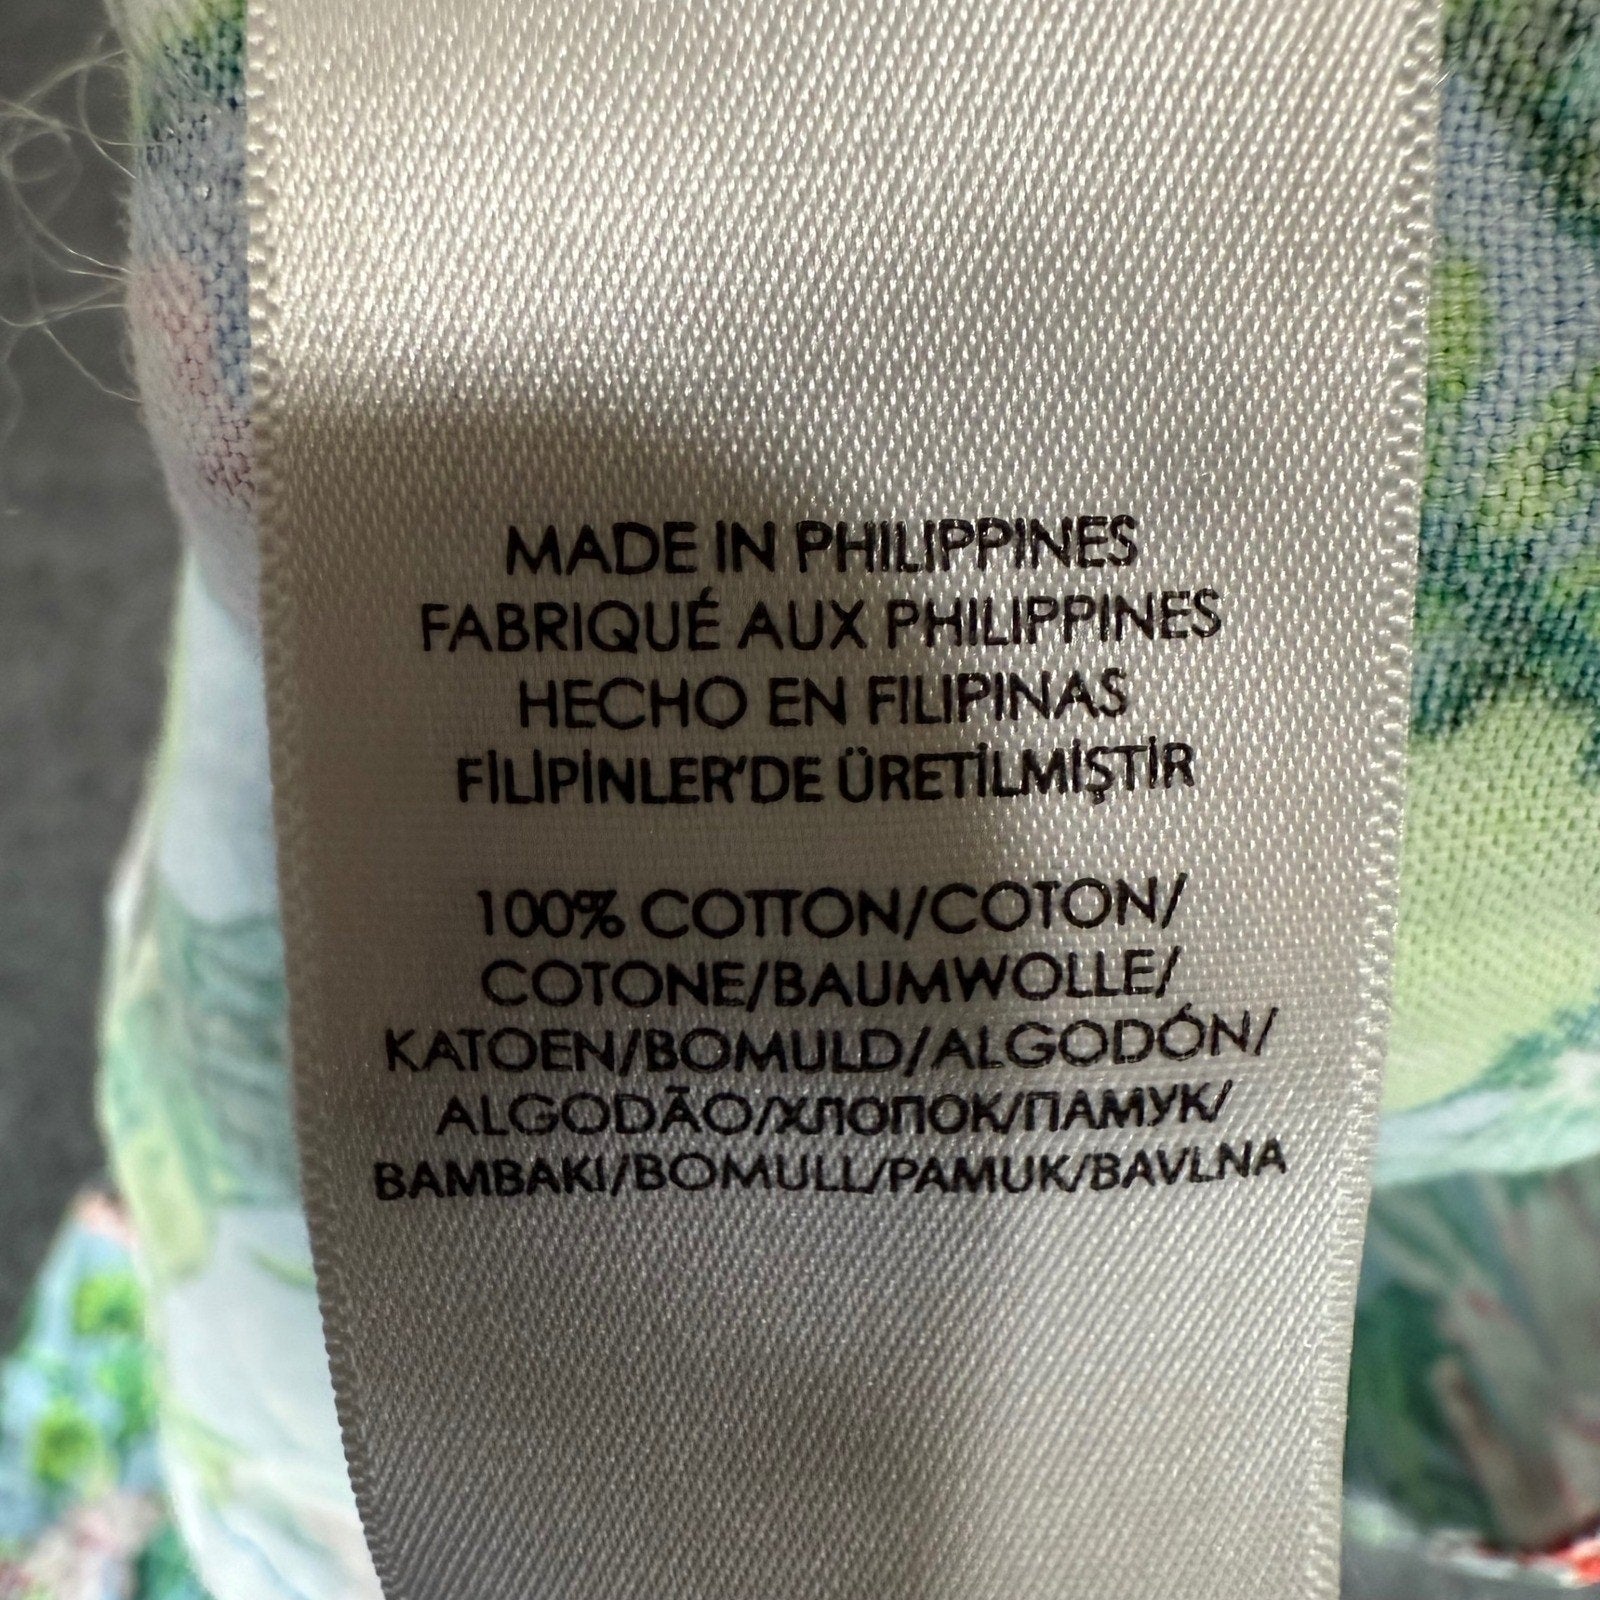 MADE IN PHILIPPINES
FABRIQUÉ AUX PHILIPPINES
HECHO EN FILIPINAS
FİLİPİNLER'DE ÜRETİLMİŞTİR
100% COTTON/COTON/
COTONE/BAUMWOLLE/
KATOEN/BOMULD/ALGODÓN/
ALGODÃO/ХЛОПОК/ПАМУК/
BAMBAKI/BOMULL/PAMUK/BAVLNA